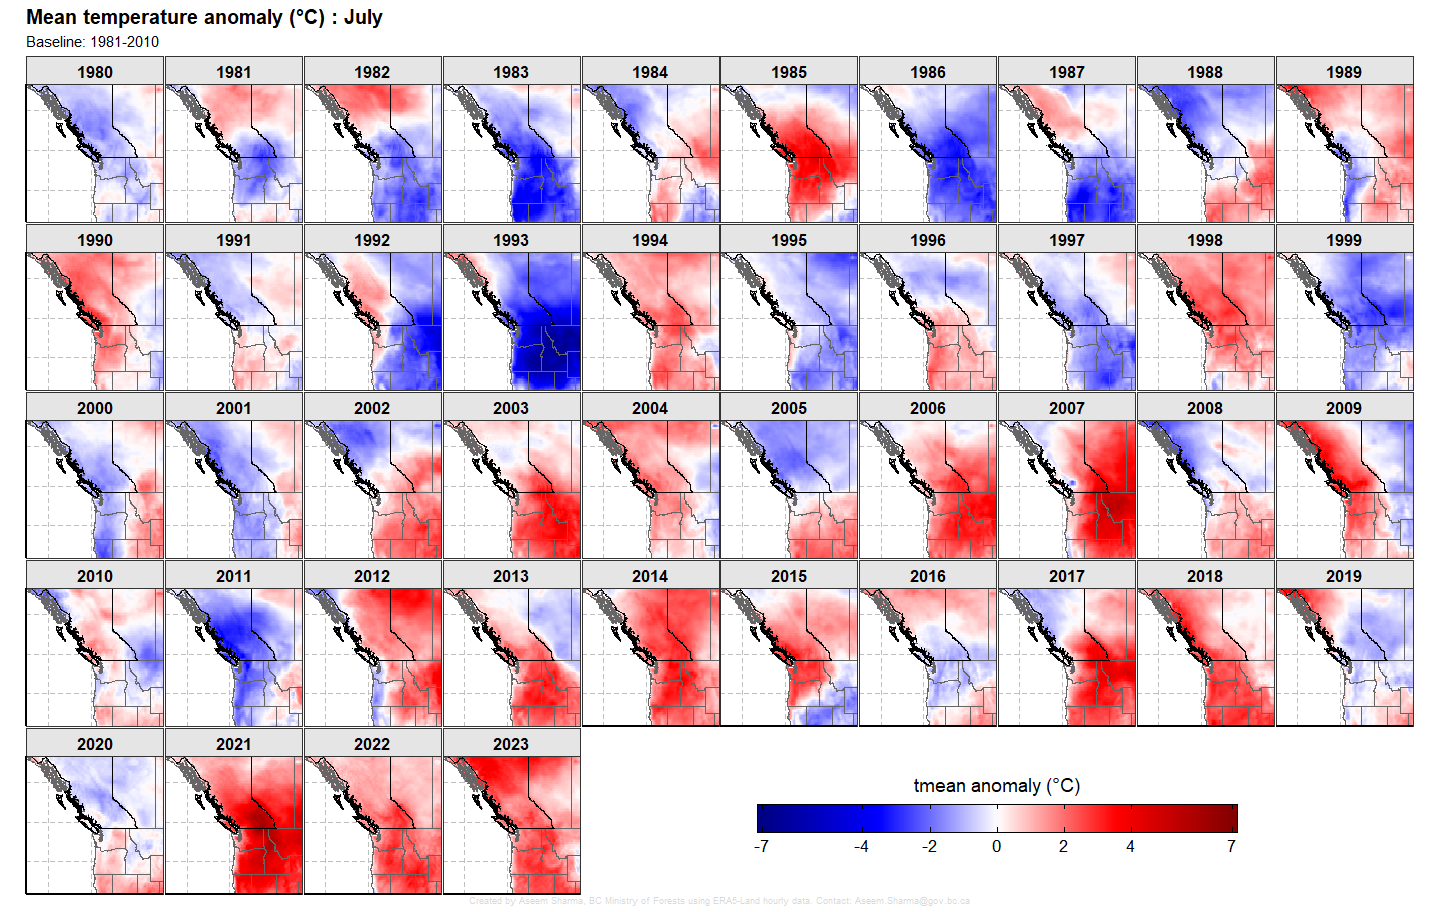 Mean temperature anomaly (°C) : July
Baseline: 1981-2010
1980 1981 1982 1983 1984 1985 1986 1987 1988 1989
1990 1991 1992 1993 1994 1995 1996 1997 1998 1999
2000 2001 2002 2003 2004 2005 2006 2007 2008 2009
2010 2011 2012 2013 2014 2015 2016 2017 2018 2019
2020 2021 2022 2023
tmean anomaly (°C)
-7 -4 -2 0 2 4 7
Created by Aseem Sharma, BC Ministry of Forests using ERA5-Land hourly data. Contact: Aseem.Sharma@gov.bc.ca